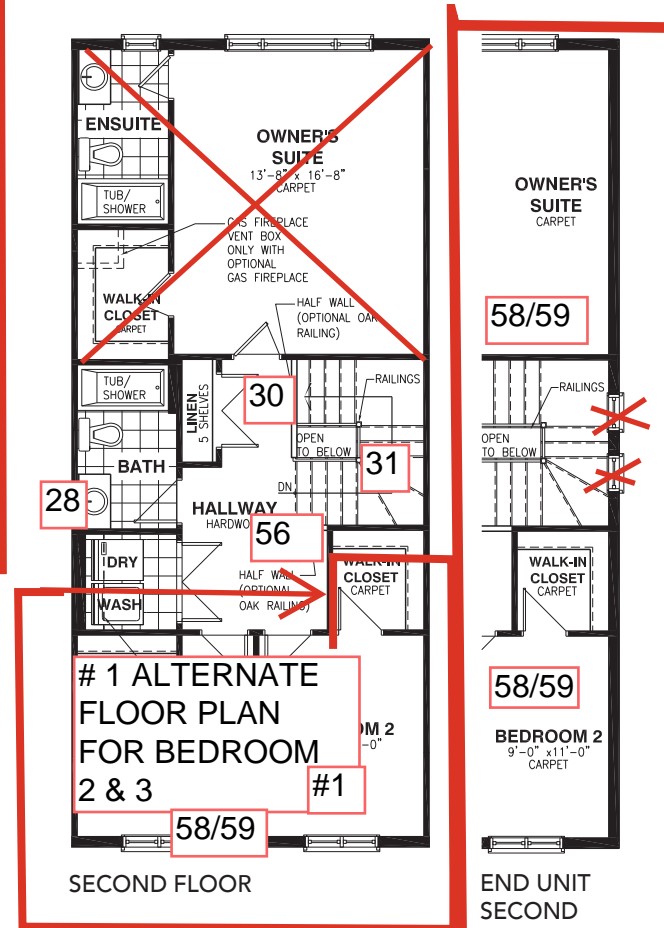 ENSUITE
TUB/
SHOWER
OWNER'S
SUITE
13'-8" x 16'-8"
CARPET
GAS FIREPLACE
VENT BOX
ONLY WITH
OPTIONAL
GAS FIREPLACE
WALK-IN
CLOSET
CARPET
HALF WALL
(OPTIONAL OAK
RAILING)
TUB/
SHOWER
LINEN
5 SHELVES
30
RAILINGS
OPEN
TO BELOW
31
BATH
28
DN
HALLWAY
56
DRY
WASH
HALF WALL
(OPTIONAL
OAK RAILING)
WALK-IN
CLOSET
CARPET
# 1 ALTERNATE
FLOOR PLAN
FOR BEDROOM
2 & 3
#1
OM 2
-0"
58/59
SECOND FLOOR
OWNER'S
SUITE
CARPET
58/59
RAILINGS
OPEN
TO BELOW
WALK-IN
CLOSET
CARPET
58/59
BEDROOM 2
9'-0" x11'-0"
CARPET
END UNIT
SECOND